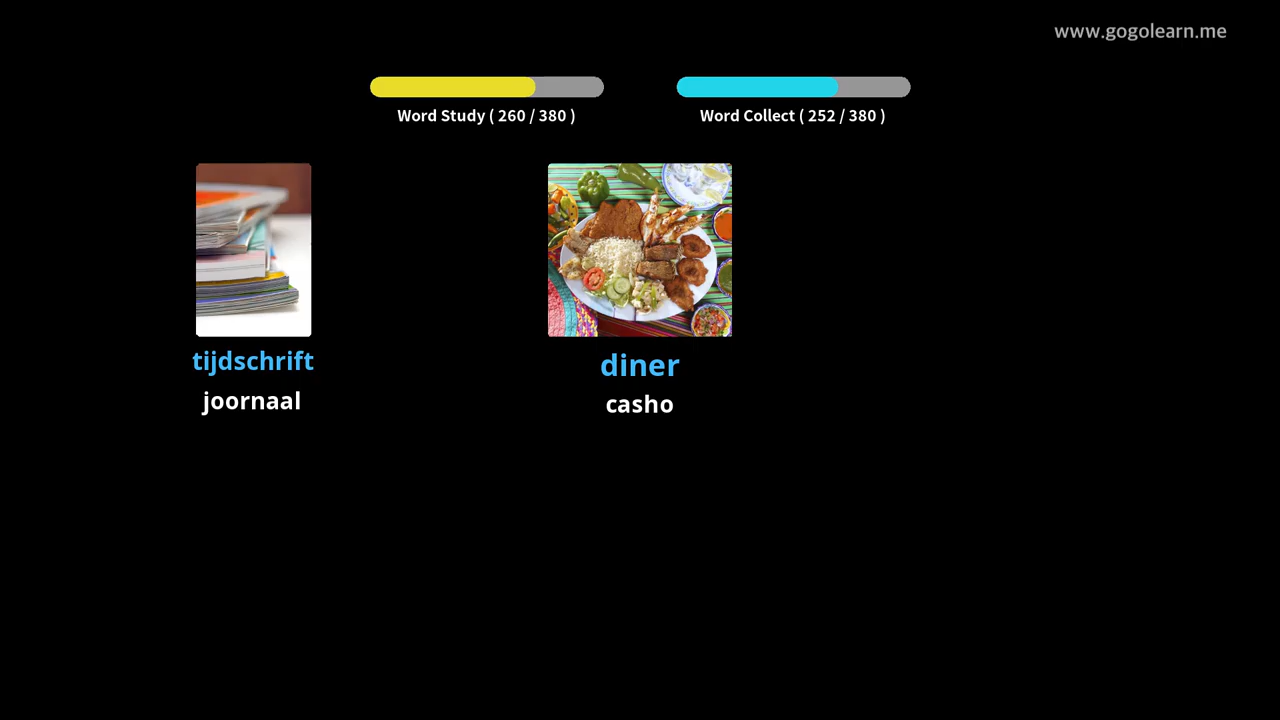 www.gogolearn.me
Word Study ( 260 / 380 )
Word Collect ( 252 / 380 )
tijdschrift
joornaal
diner
casho